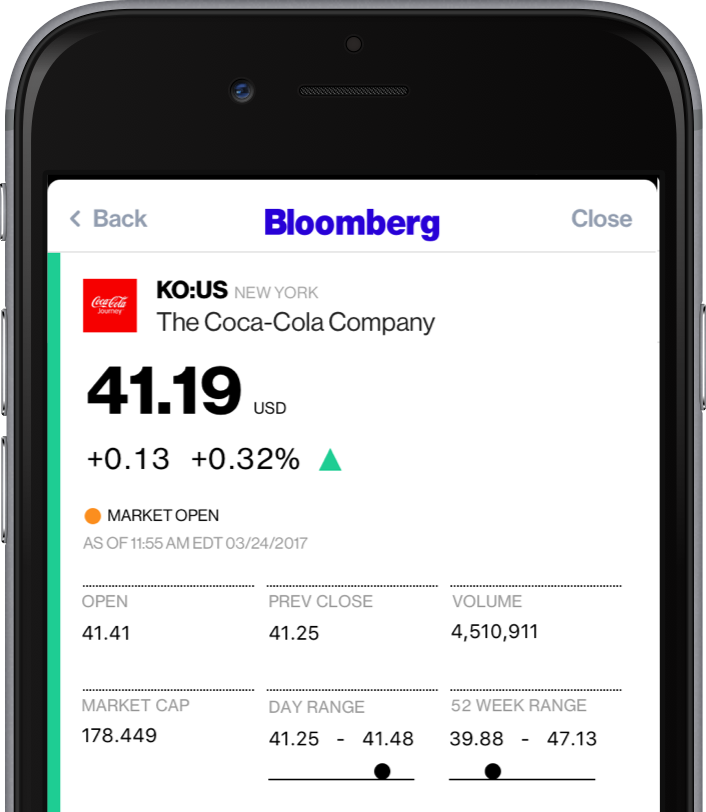 < Back Bloomberg Close
Coca-Cola
Journey
KO:US NEW YORK
The Coca-Cola Company
41.19 USD
+0.13 +0.32%
MARKET OPEN
AS OF 11:55 AM EDT 03/24/2017
OPEN PREV CLOSE VOLUME
41.41 41.25 4,510,911
MARKET CAP DAY RANGE 52 WEEK RANGE
178.449 41.25 - 41.48 39.88 - 47.13